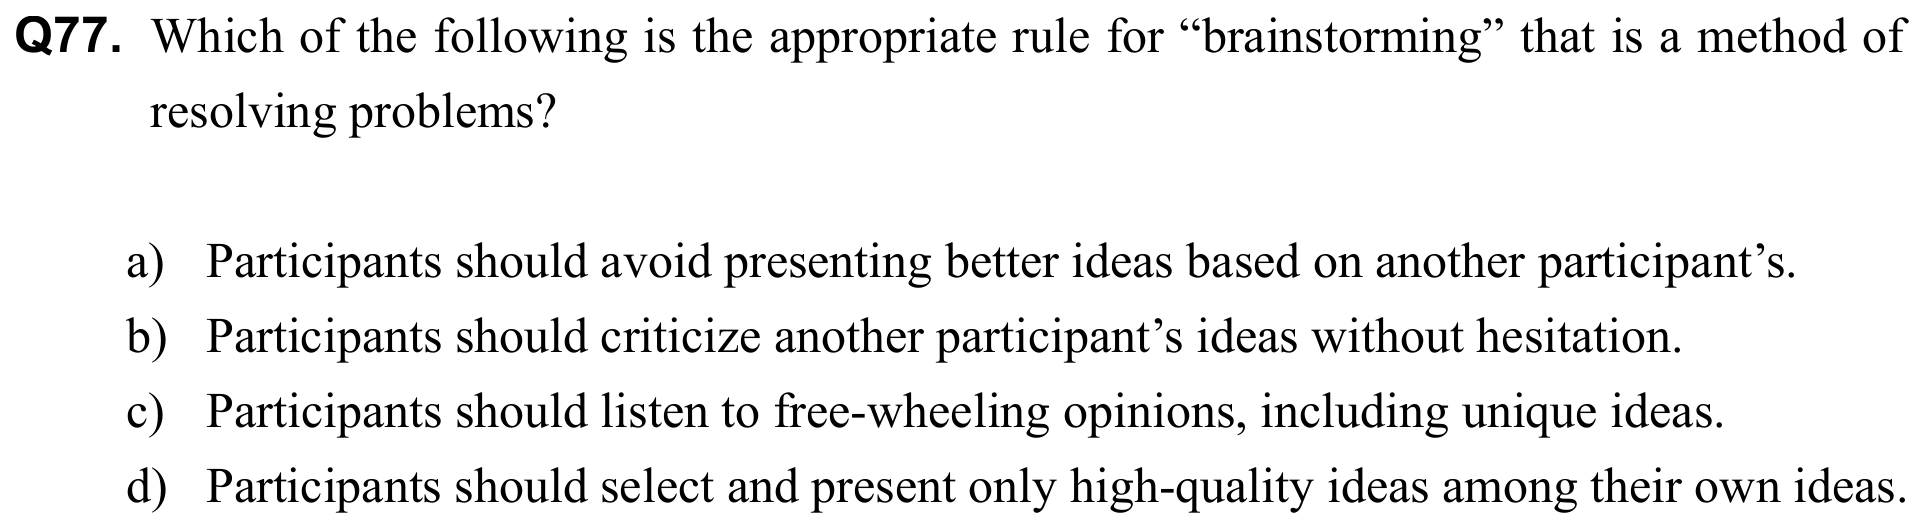 Q77. Which of the following is the appropriate rule for “brainstorming” that is a method of
resolving problems?
a) Participants should avoid presenting better ideas based on another participant’s.
b) Participants should criticize another participant’s ideas without hesitation.
c) Participants should listen to free-wheeling opinions, including unique ideas.
d) Participants should select and present only high-quality ideas among their own ideas.